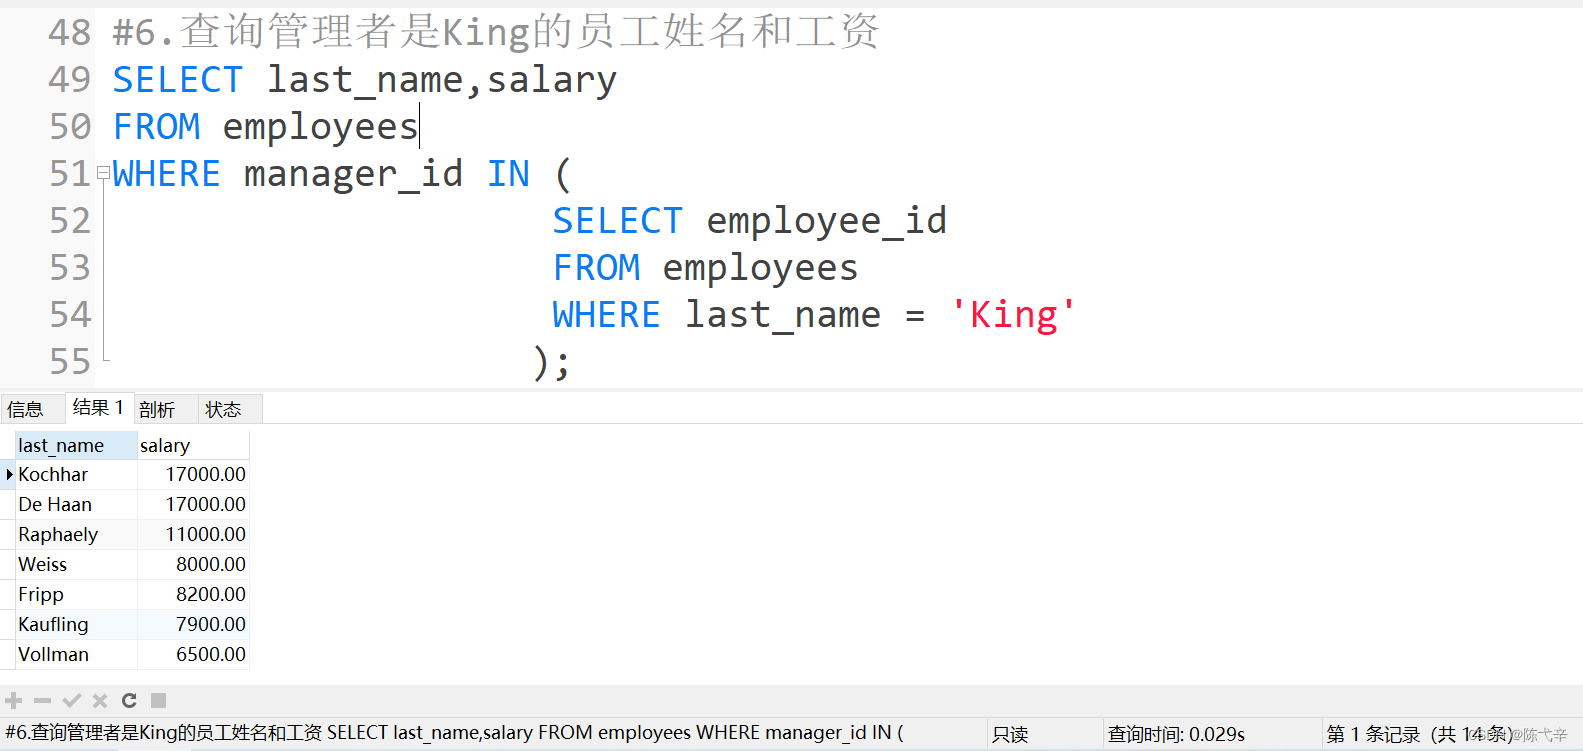 48 #6.查询管理者是King的员工姓名和工资
49 SELECT last_name,salary
50 FROM employees
51 WHERE manager_id IN (
52 SELECT employee_id
53 FROM employees
54 WHERE last_name = 'King'
55 );
信息 结果 1 剖析 状态
last_name salary
Kochhar 17000.00
De Haan 17000.00
Raphaely 11000.00
Weiss 8000.00
Fripp 8200.00
Kaufling 7900.00
Vollman 6500.00
#6.查询管理者是King的员工姓名和工资 SELECT last_name,salary FROM employees WHERE manager_id IN ( 只读 查询时间: 0.029s 第 1 条记录（共 14 条） @陈弋辛